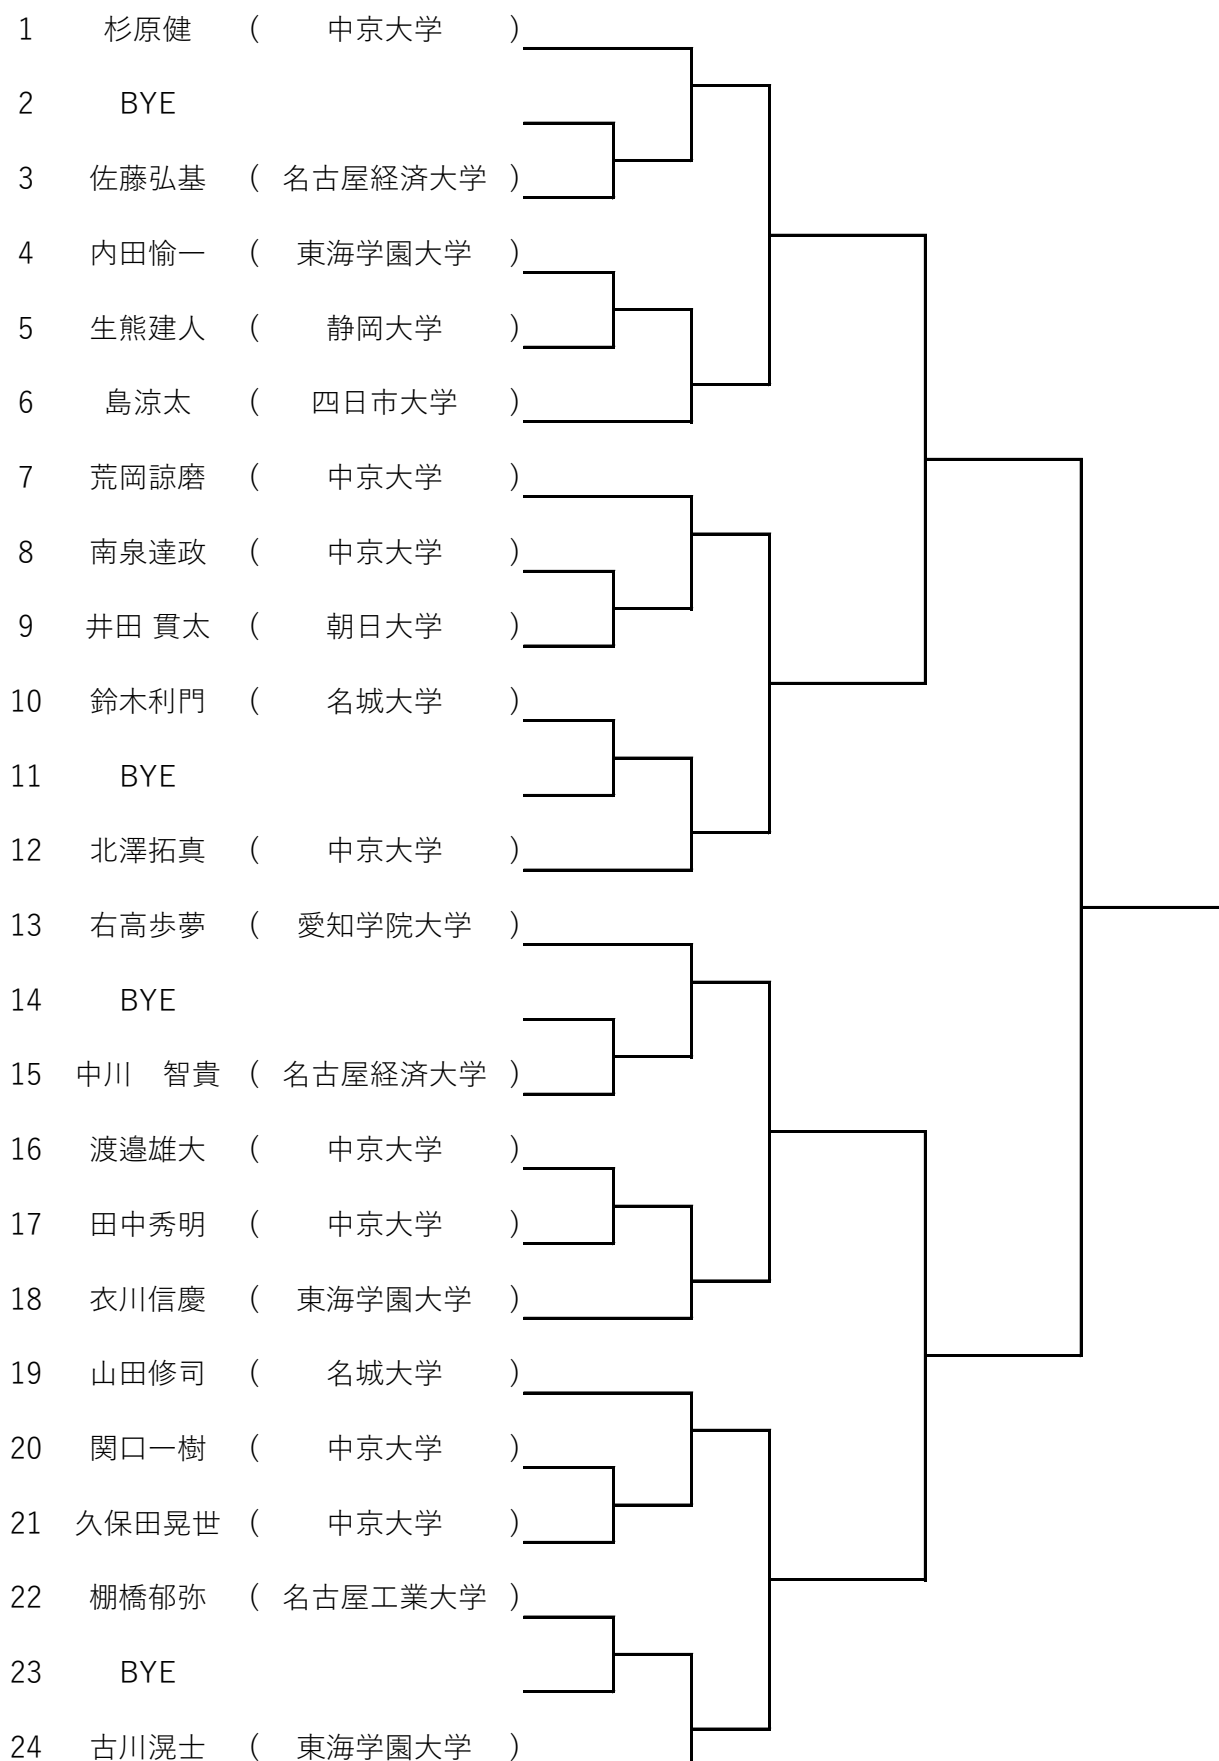 1 杉原健 ( 中京大学 )
2 BYE
3 佐藤弘基 ( 名古屋経済大学 )
4 内田愉一 ( 東海学園大学 )
5 生熊建人 ( 静岡大学 )
6 島涼太 ( 四日市大学 )
7 荒岡諒磨 ( 中京大学 )
8 南泉達政 ( 中京大学 )
9 井田 貫太 ( 朝日大学 )
10 鈴木利門 ( 名城大学 )
11 BYE
12 北澤拓真 ( 中京大学 )
13 右高歩夢 ( 愛知学院大学 )
14 BYE
15 中川　智貴 ( 名古屋経済大学 )
16 渡邉雄大 ( 中京大学 )
17 田中秀明 ( 中京大学 )
18 衣川信慶 ( 東海学園大学 )
19 山田修司 ( 名城大学 )
20 関口一樹 ( 中京大学 )
21 久保田晃世 ( 中京大学 )
22 棚橋郁弥 ( 名古屋工業大学 )
23 BYE
24 古川滉士 ( 東海学園大学 )